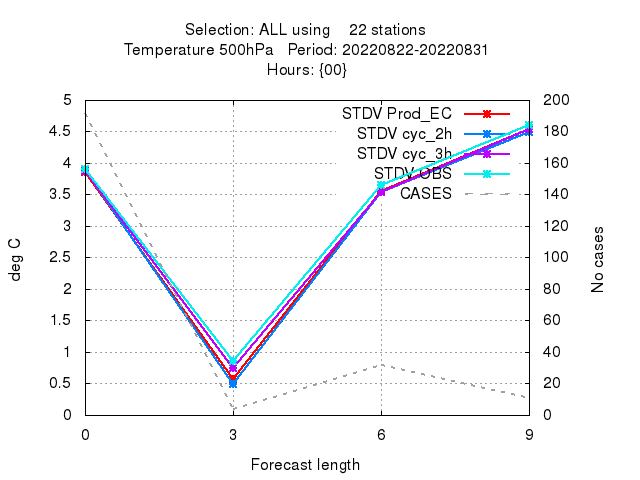 Selection: ALL using 22 stations
Temperature 500hPa Period: 20220822-20220831
Hours: {00}
5 200
STDV Prod_EC
4.5 180
STDV cyc_2h
STDV cyc_3h
4 160
STDV OBS
3.5 140
CASES
3 120
2.5 100
2 80
1.5 60
1 40
0.5 20
0 0
deg C
No cases
0 3 6 9
Forecast length